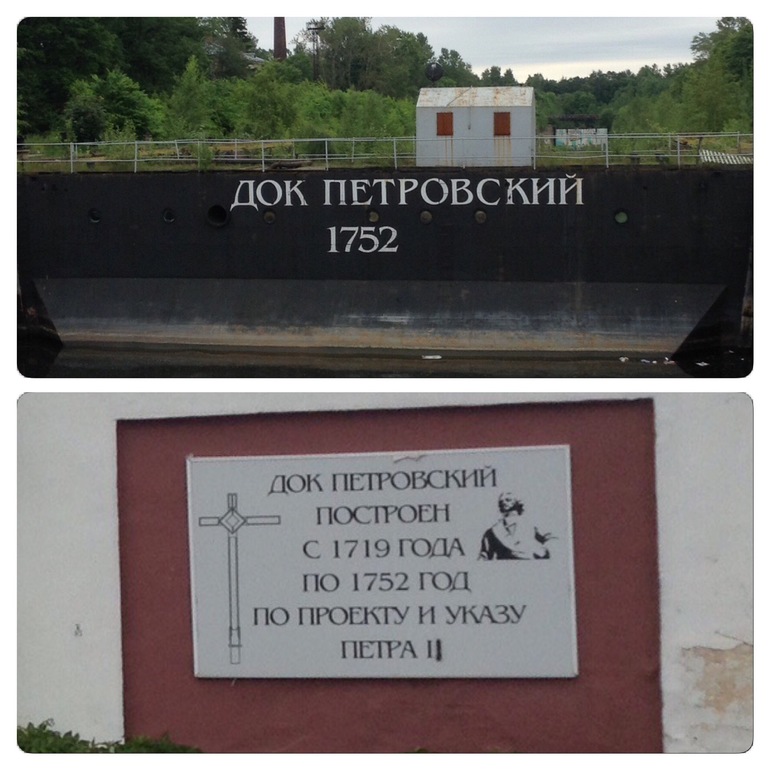 ДОК ПЕТРОВСКИЙ
1752
ДОК ПЕТРОВСКИЙ
ПОСТРОЕН
С 1719 ГОДА
ПО 1752 ГОД
ПО ПРОЕКТУ И УКАЗУ
ПЕТРА I